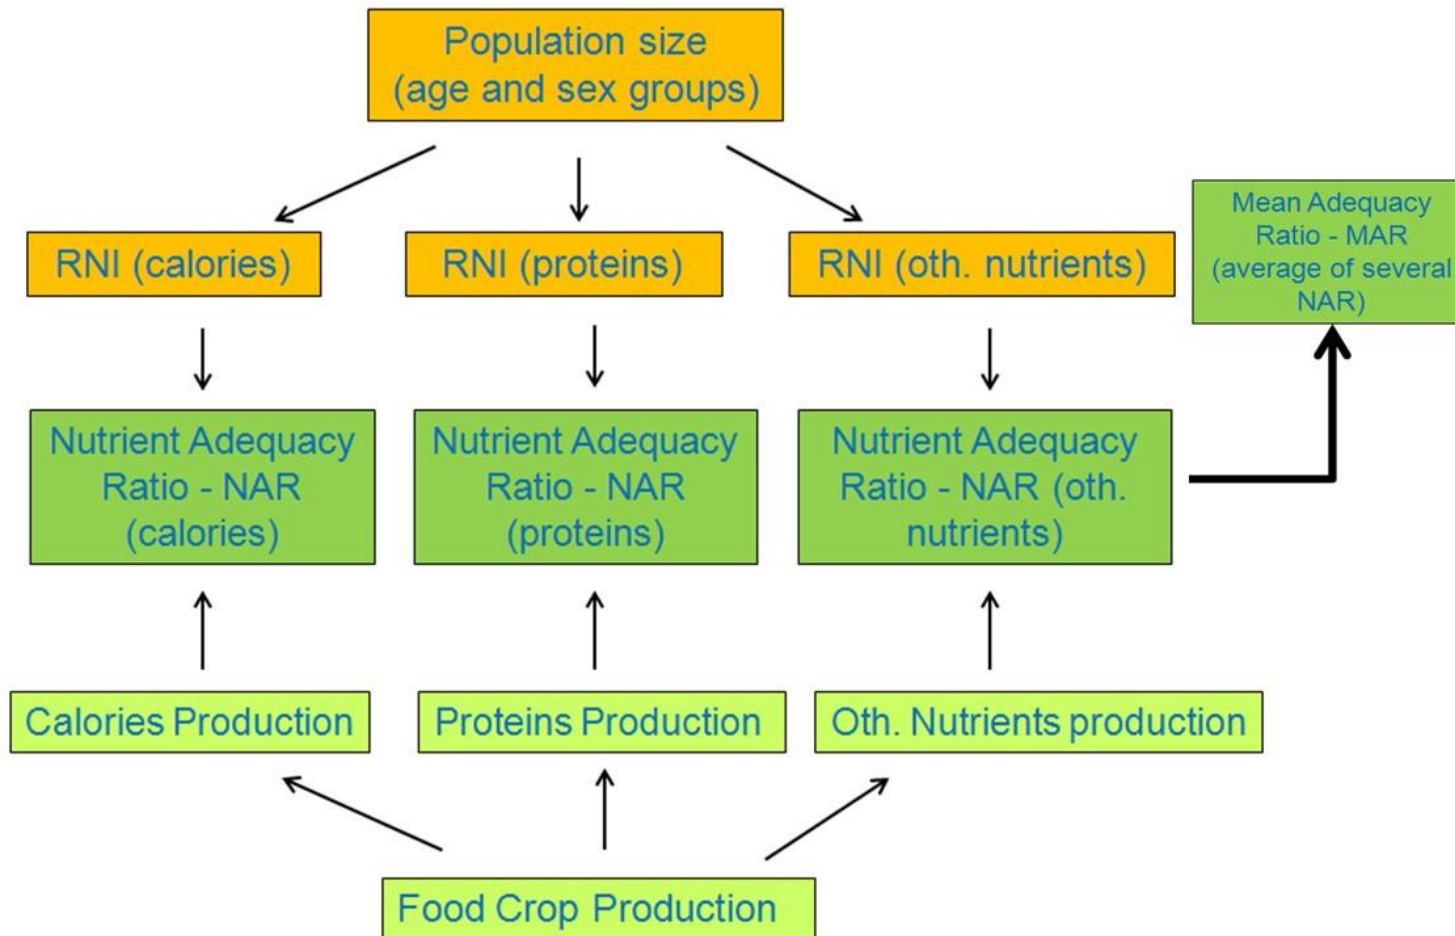 Population size
(age and sex groups)
Mean Adequacy
Ratio - MAR
(average of several
NAR)
RNI (calories)
RNI (proteins)
RNI (oth. nutrients)
Nutrient Adequacy
Ratio - NAR
(calories)
Nutrient Adequacy
Ratio - NAR
(proteins)
Nutrient Adequacy
Ratio - NAR (oth.
nutrients)
Calories Production
Proteins Production
Oth. Nutrients production
Food Crop Production